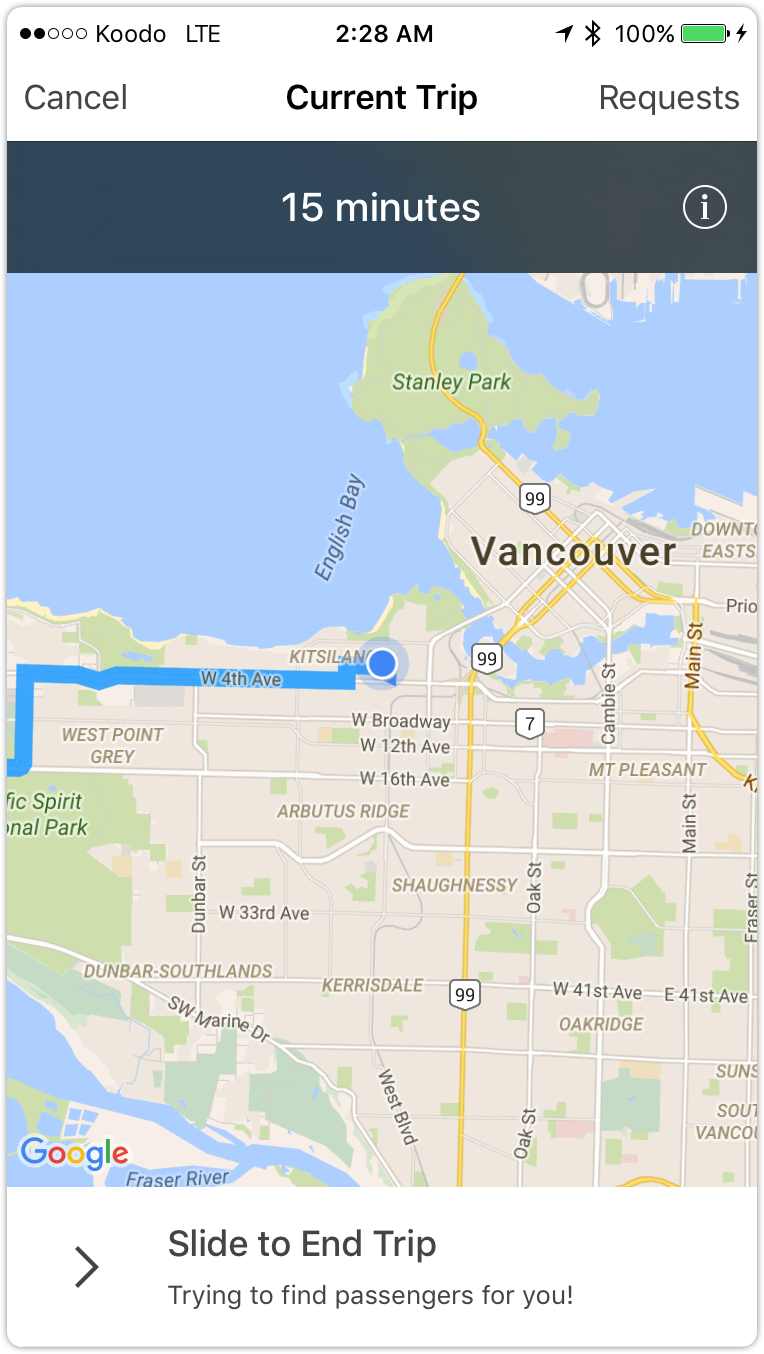 Koodo LTE 2:28 AM 100%
Cancel Current Trip Requests
15 minutes i
Stanley Park
99
English Bay
Vancouver
DOWNTO
EASTS
Prio
KITSILANO
99
Main St
W 4th Ave
Cambie St
W Broadway
7
WEST POINT
GREY
W 12th Ave
W 16th Ave
MT PLEASANT
fic Spirit
onal Park
ARBUTUS RIDGE
Main St
SHAUGHNESSY
Oak St
Dunbar St
Fraser St
W 33rd Ave
DUNBAR-SOUTHLANDS
KERRISDALE
99
W 41st Ave
E 41st Ave
SW Marine Dr
OAKRIDGE
SUNS
West Blvd
Oak St
SOUT
VANCOU
Google
Fraser River
Slide to End Trip
Trying to find passengers for you!